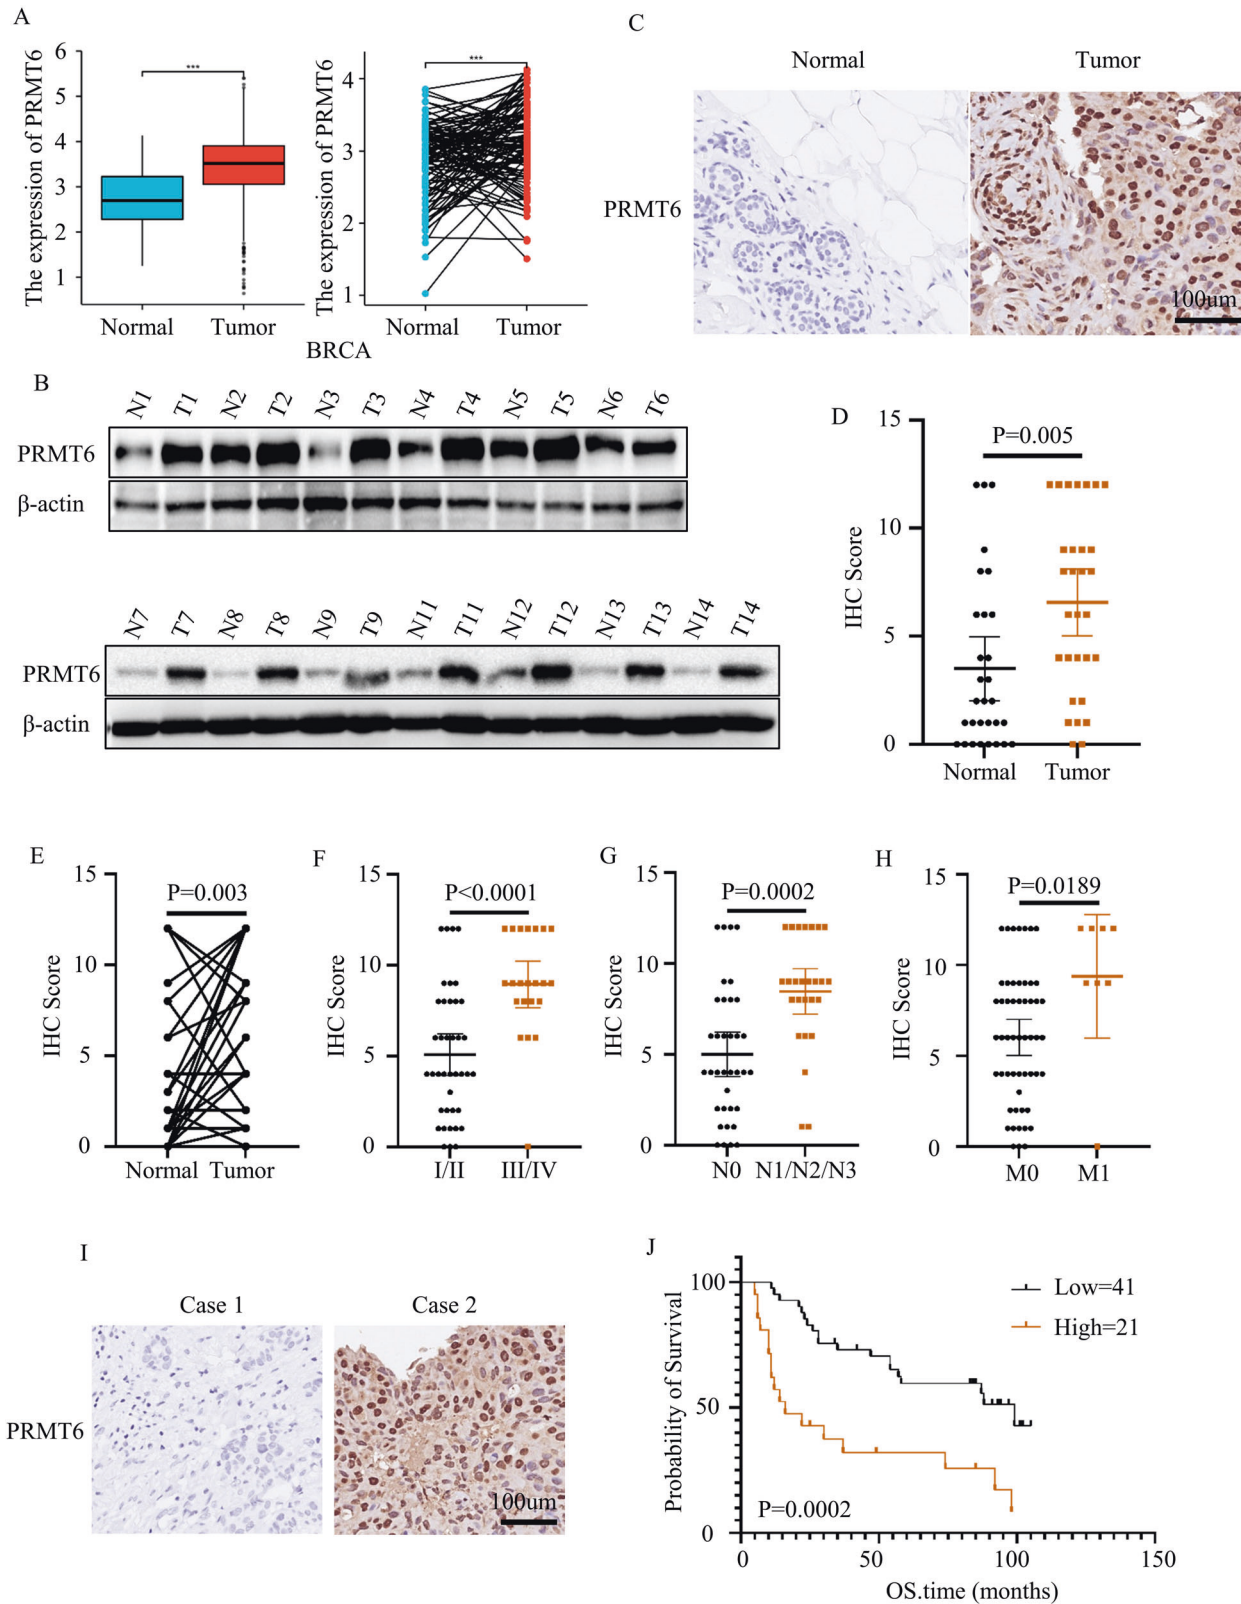 A
The expression of PRMT6
6
5
4
3
2
1
***
Normal
Tumor
The expression of PRMT6
4
3
2
1
***
Normal
Tumor
BRCA
C
Normal
Tumor
PRMT6
100um
B
N1 T1 N2 T2 N3 T3 N4 T4 N5 T5 N6 T6
PRMT6
β-actin
N7 T7 N8 T8 N9 T9 N11 T11 N12 T12 N13 T13 N14 T14
PRMT6
β-actin
D
P=0.005
IHC Score
15
10
5
0
Normal
Tumor
E
P=0.003
IHC Score
15
10
5
0
Normal
Tumor
F
P<0.0001
IHC Score
15
10
5
0
I/II
III/IV
G
P=0.0002
IHC Score
15
10
5
0
N0
N1/N2/N3
H
P=0.0189
IHC Score
15
10
5
0
M0
M1
I
Case 1
Case 2
PRMT6
100um
J
Probability of Survival
100
50
0
Low=41
High=21
P=0.0002
0
50
100
150
OS.time (months)